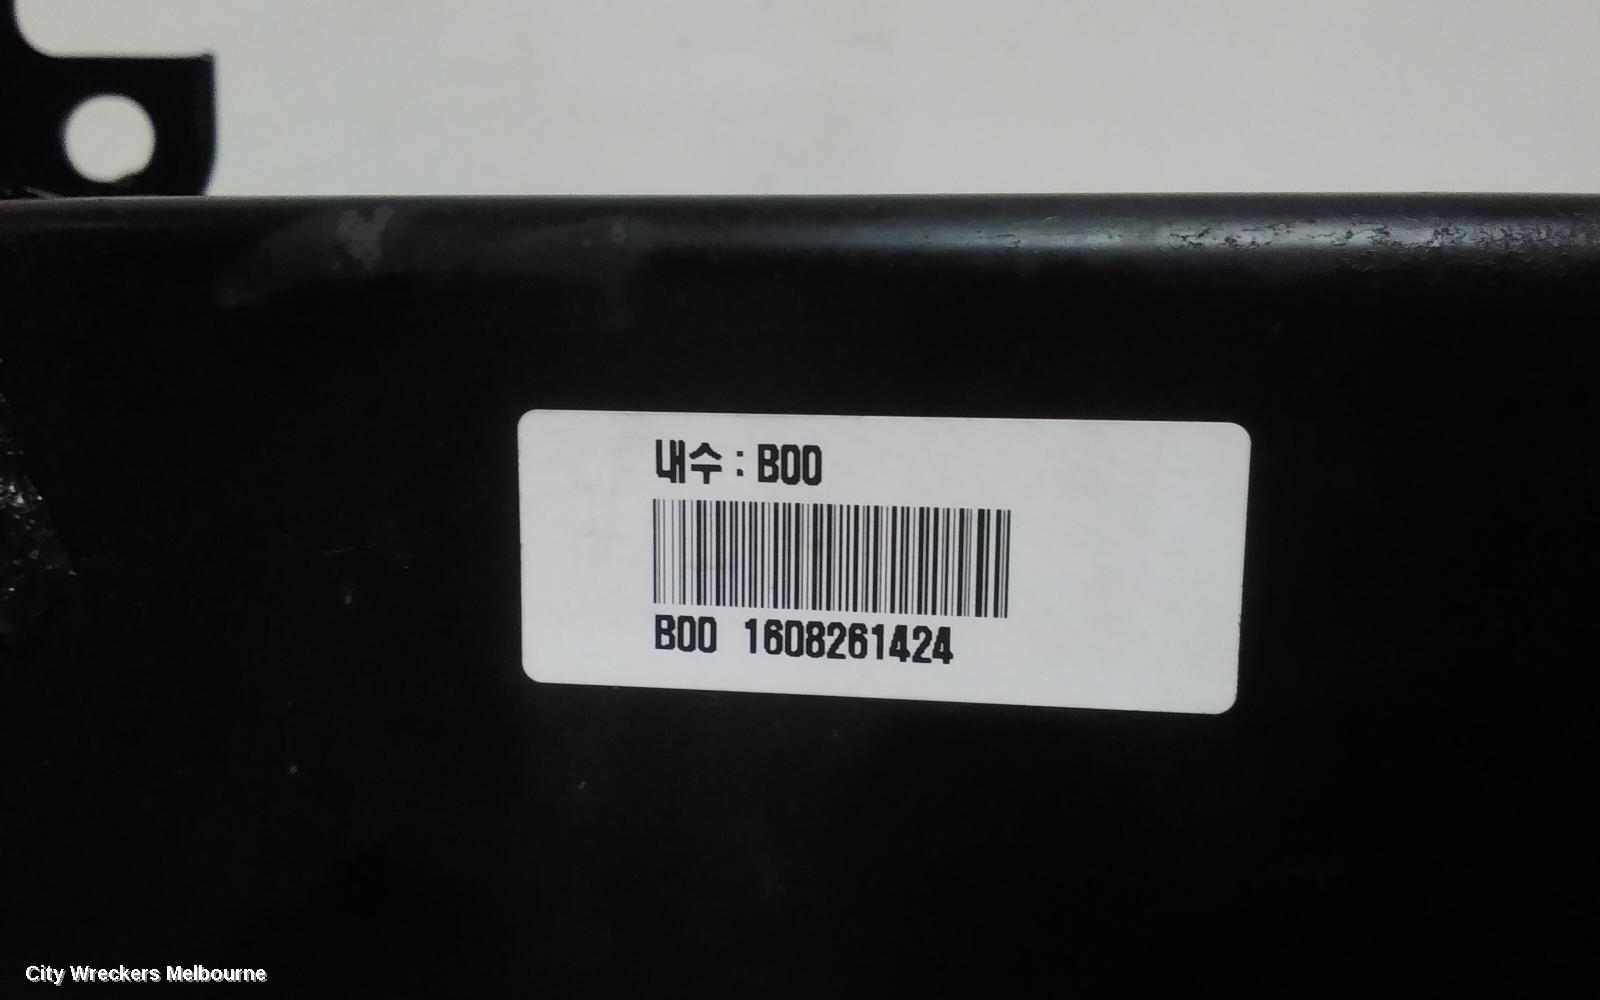 내수 : B00
B00 1608261424
City Wreckers Melbourne